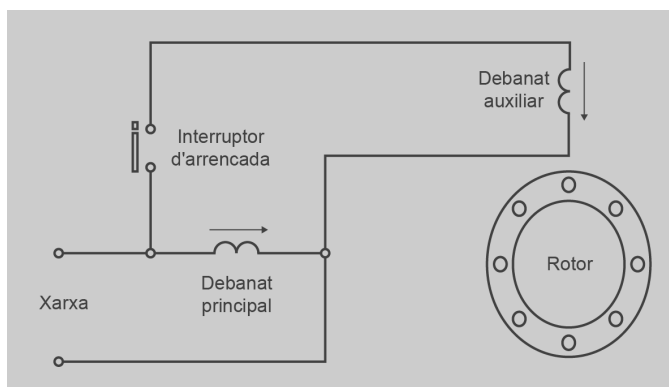 Debanat
auxiliar
Interruptor
d'arrencada
Rotor
Debanat
principal
Xarxa